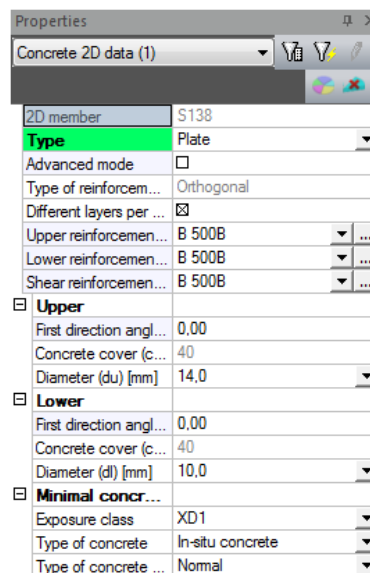 Properties
Concrete 2D data (1)
2D member S138
Type Plate
Advanced mode
Type of reinforcem... Orthogonal
Different layers per ...
Upper reinforcemen... B 500B ...
Lower reinforcemen... B 500B ...
Shear reinforcemen... B 500B ...
Upper
First direction angl... 0,00
Concrete cover (c... 40
Diameter (du) [mm] 14,0
Lower
First direction angl... 0,00
Concrete cover (c... 40
Diameter (dl) [mm] 10,0
Minimal concr...
Exposure class XD1
Type of concrete In-situ concrete
Type of concrete ... Normal